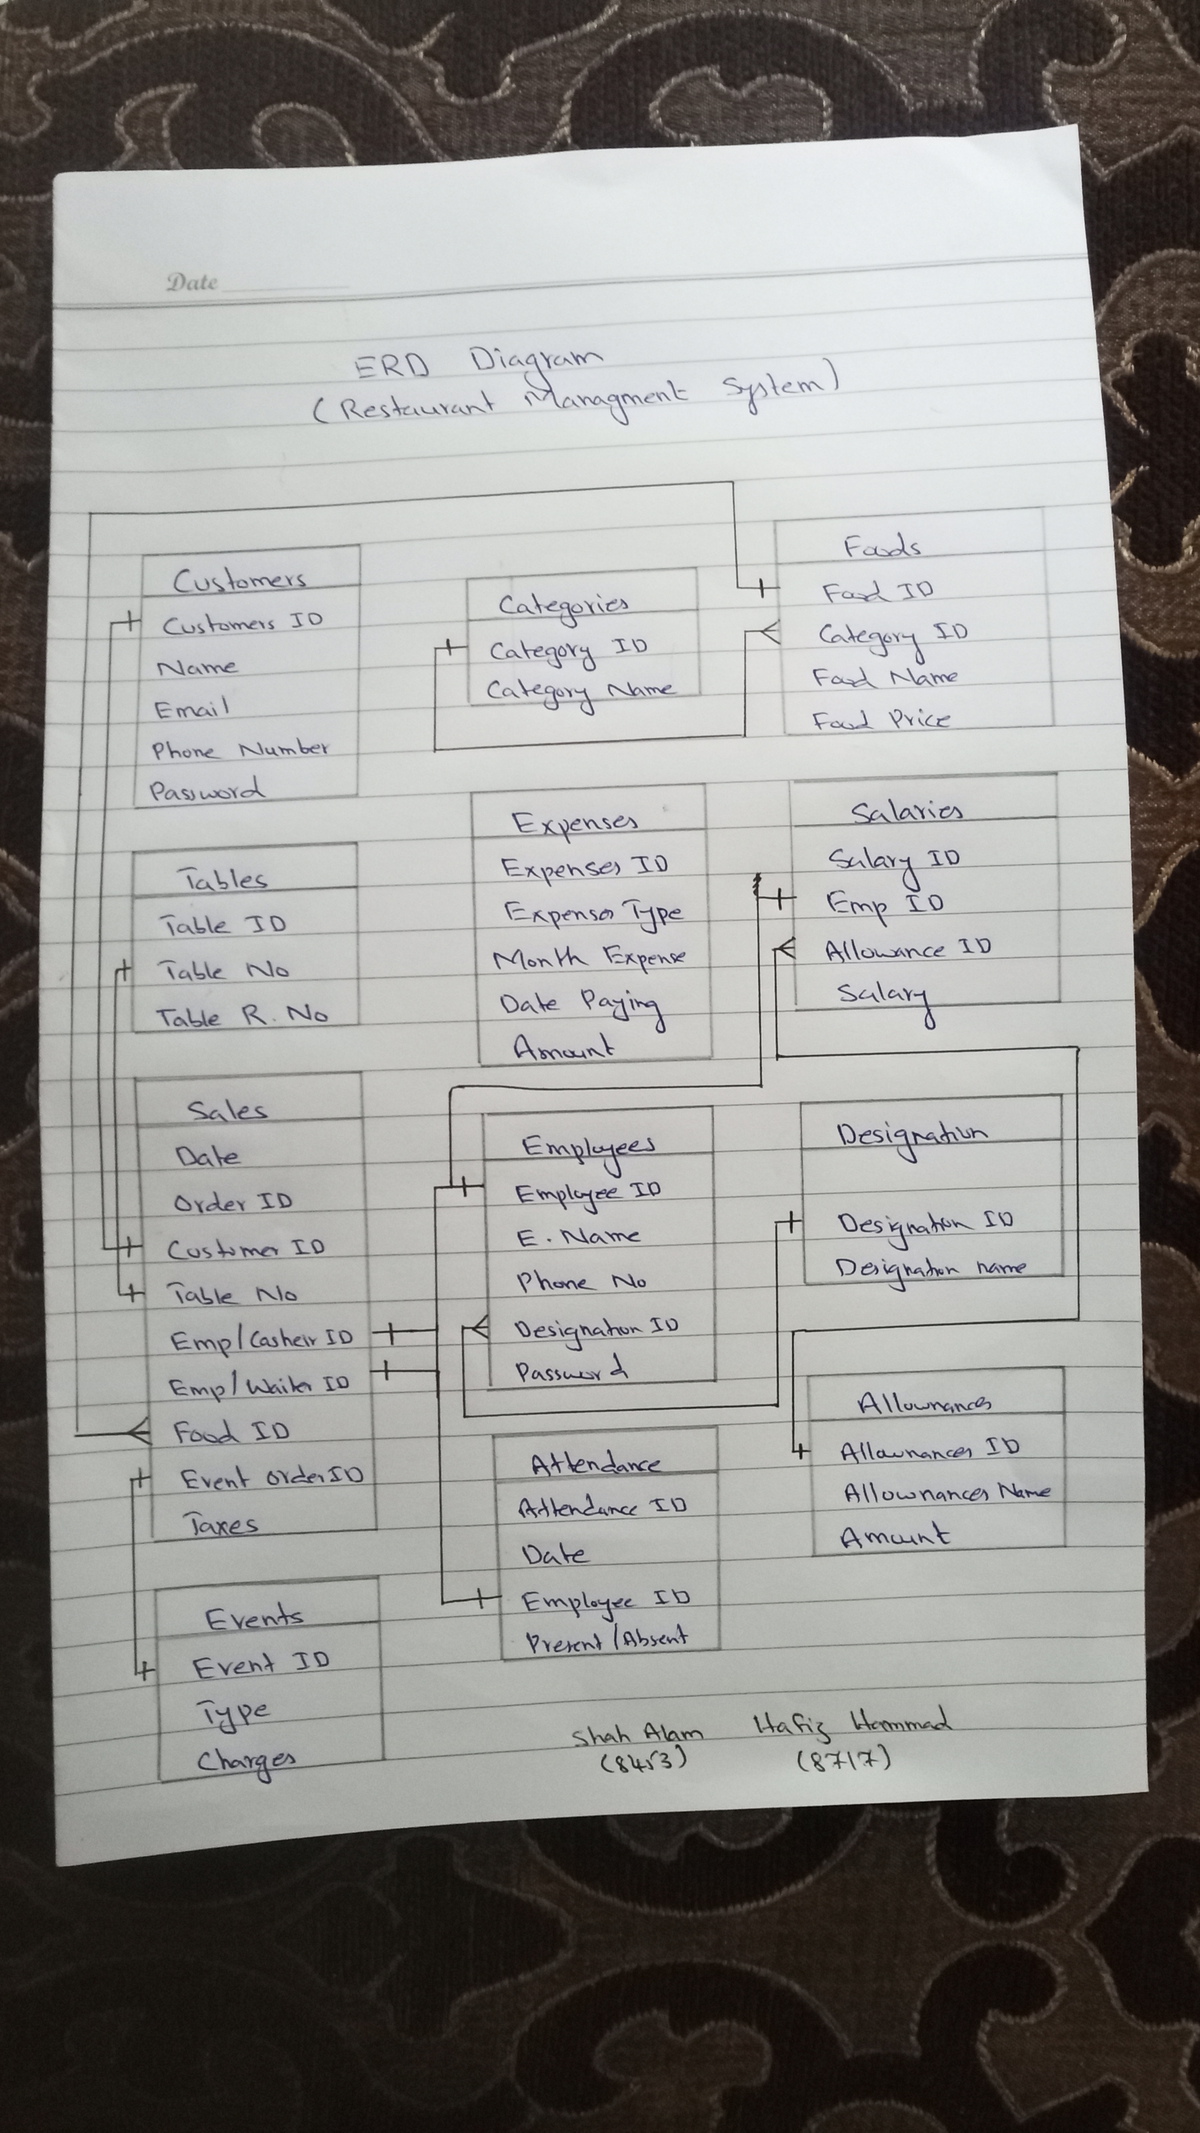 Date
ERD Diagram
(Restaurant Managment System)
Customers
Customers ID
Name
Email
Phone Number
Password
Categories
Category ID
Category Name
Foods
Food ID
Category ID
Food Name
Food Price
Tables
Table ID
Table No
Table R. No
Expenses
Expenses ID
Expenses Type
Month Expense
Date Paying
Amount
Salaries
Salary ID
Emp ID
Allowance ID
Salary
Sales
Date
Order ID
Customer ID
Table No
Emp/Casheir ID
Emp/Waiter ID
Food ID
Event order ID
Taxes
Employees
Employee ID
E. Name
Phone No
Designation ID
Password
Designation
Designation ID
Designation name
Attendance
Attendance ID
Date
Employee ID
Present/Absent
Allownances
Allownances ID
Allownances Name
Amount
Events
Event ID
Type
Charges
Shah Alam
(8453)
Hafiz Hammad
(8717)